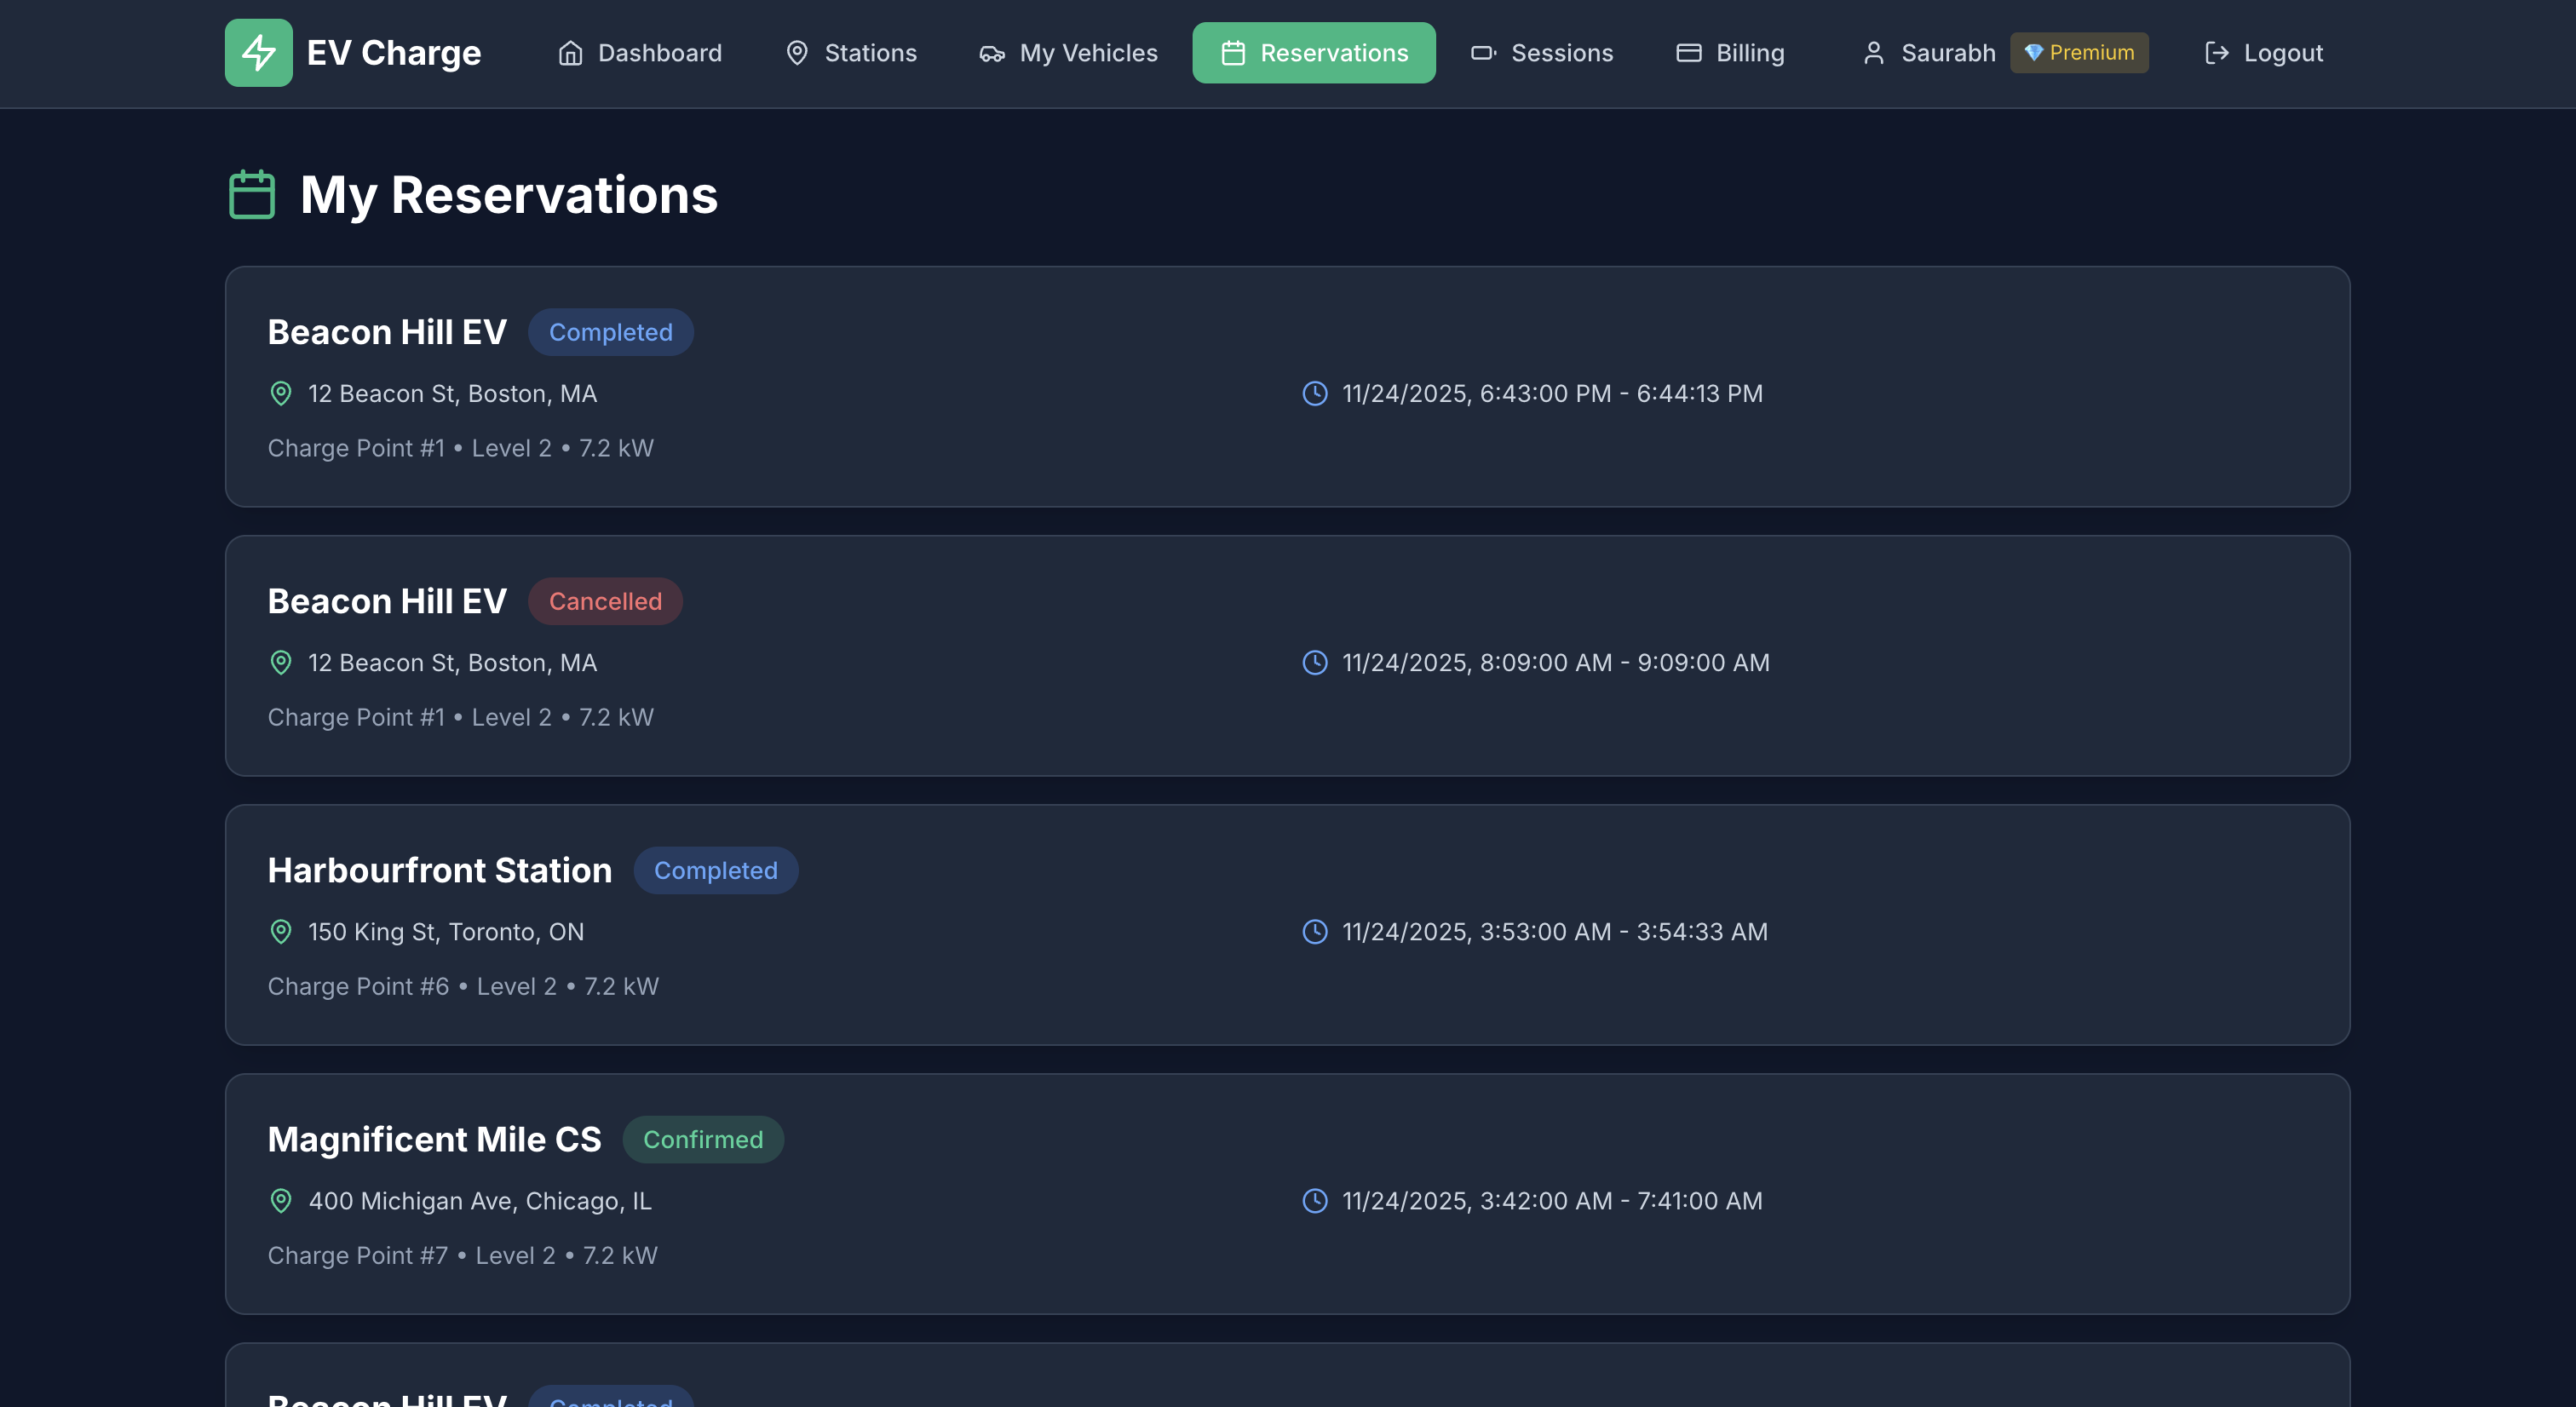 EV Charge Dashboard Stations My Vehicles Reservations Sessions Billing Saurabh 💎 Premium Logout
My Reservations
Beacon Hill EV Completed
12 Beacon St, Boston, MA 11/24/2025, 6:43:00 PM - 6:44:13 PM
Charge Point #1 • Level 2 • 7.2 kW
Beacon Hill EV Cancelled
12 Beacon St, Boston, MA 11/24/2025, 8:09:00 AM - 9:09:00 AM
Charge Point #1 • Level 2 • 7.2 kW
Harbourfront Station Completed
150 King St, Toronto, ON 11/24/2025, 3:53:00 AM - 3:54:33 AM
Charge Point #6 • Level 2 • 7.2 kW
Magnificent Mile CS Confirmed
400 Michigan Ave, Chicago, IL 11/24/2025, 3:42:00 AM - 7:41:00 AM
Charge Point #7 • Level 2 • 7.2 kW
Beacon Hill EV Completed